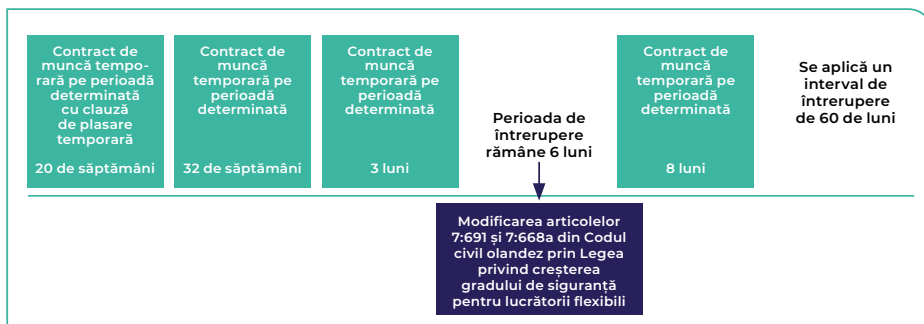 Contract de
muncă tempo-
rară pe perioadă
determinată
cu clauză
de plasare
temporară
20 de săptămâni
Contract de
muncă
temporară pe
perioadă
determinată
32 de săptămâni
Contract de
muncă
temporară pe
perioadă
determinată
3 luni
Perioada de
întrerupere
rămâne 6 luni
Contract de
muncă
temporară pe
perioadă
determinată
8 luni
Se aplică un
interval de
întrerupere
de 60 de luni
Modificarea articolelor
7:691 și 7:668a din Codul
civil olandez prin Legea
privind creșterea
gradului de siguranță
pentru lucrătorii flexibili